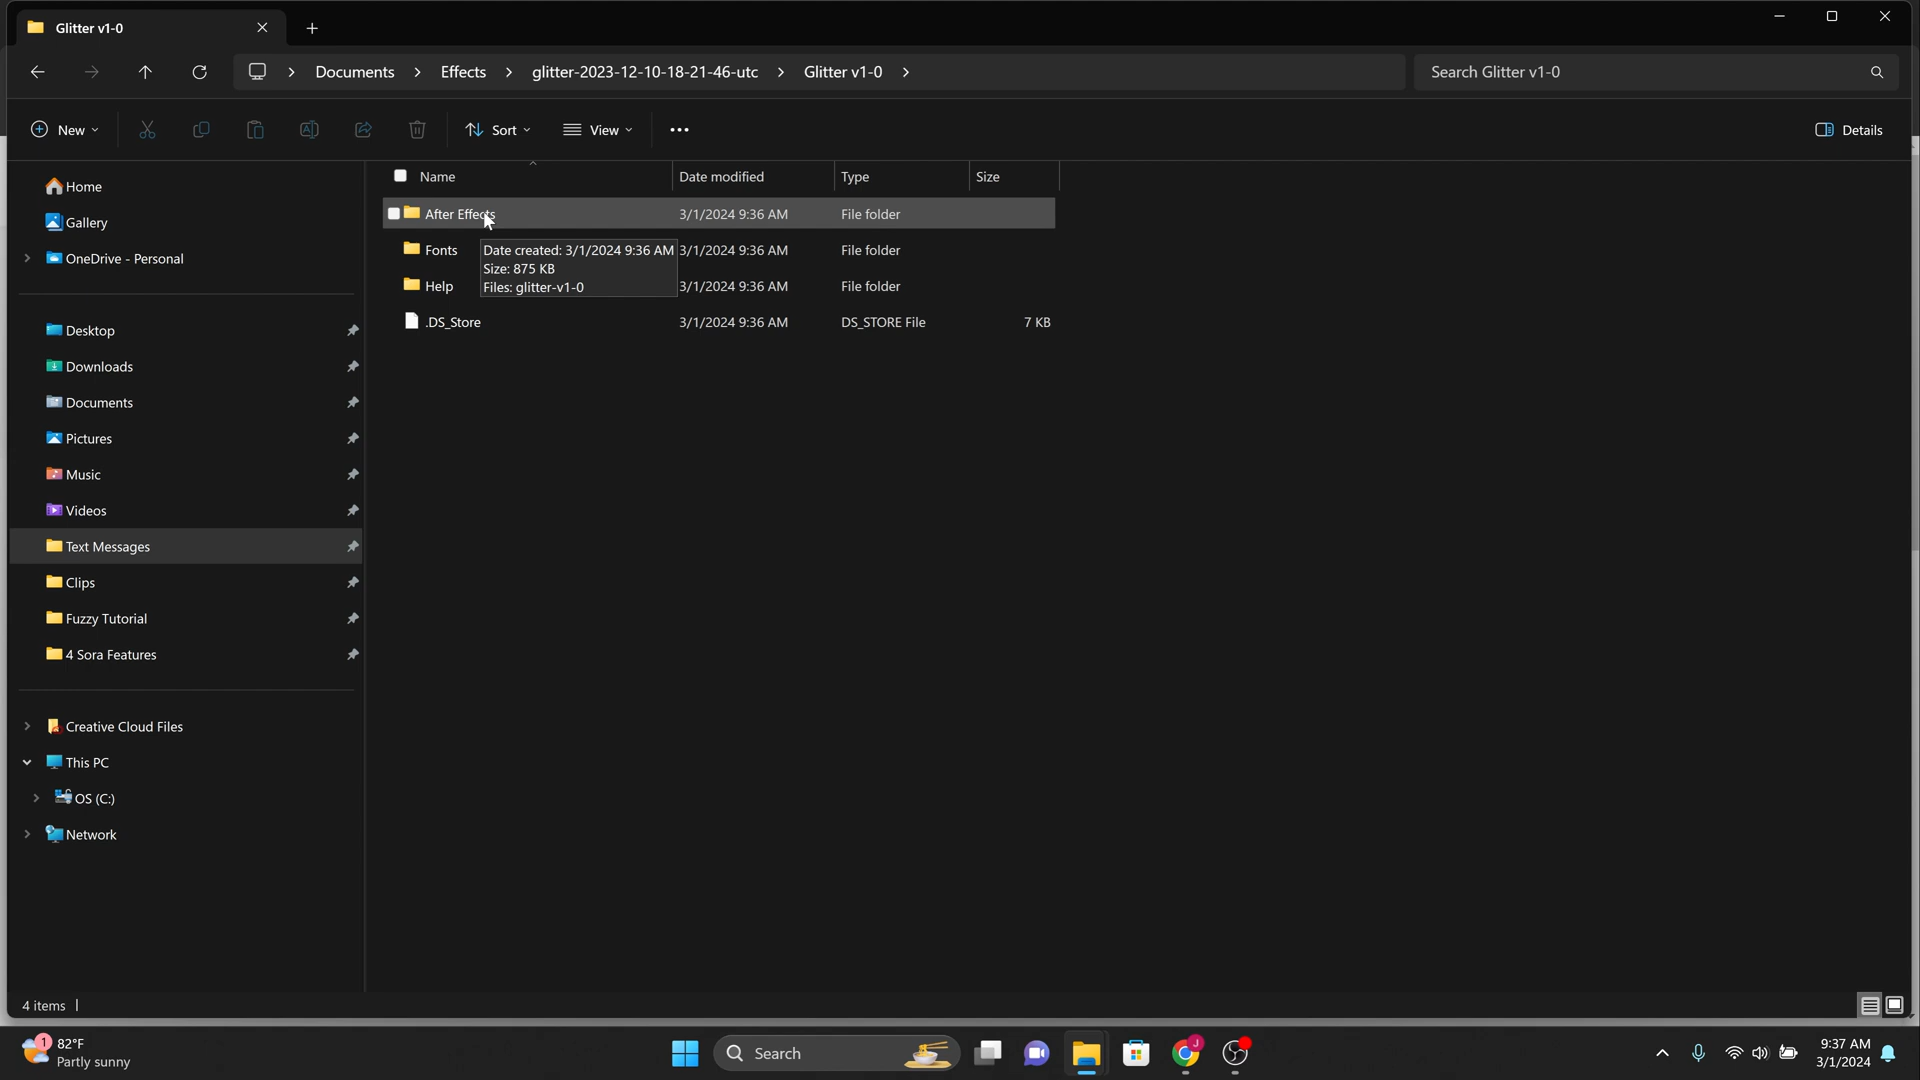 Glitter v1-0
Documents > Effects > glitter-2023-12-10-18-21-46-utc > Glitter v1-0 >
Search Glitter v1-0
New
Sort
View
Details
Name Date modified Type Size
After Effects 3/1/2024 9:36 AM File folder
Fonts 3/1/2024 9:36 AM File folder
Help 3/1/2024 9:36 AM File folder
.DS_Store 3/1/2024 9:36 AM DS_STORE File 7 KB
Date created: 3/1/2024 9:36 AM
Size: 875 KB
Files: glitter-v1-0
Home
Gallery
OneDrive - Personal
Desktop
Downloads
Documents
Pictures
Music
Videos
Text Messages
Clips
Fuzzy Tutorial
4 Sora Features
Creative Cloud Files
This PC
OS (C:)
Network
4 items
1
82°F
Partly sunny
Search
J
9:37 AM
3/1/2024